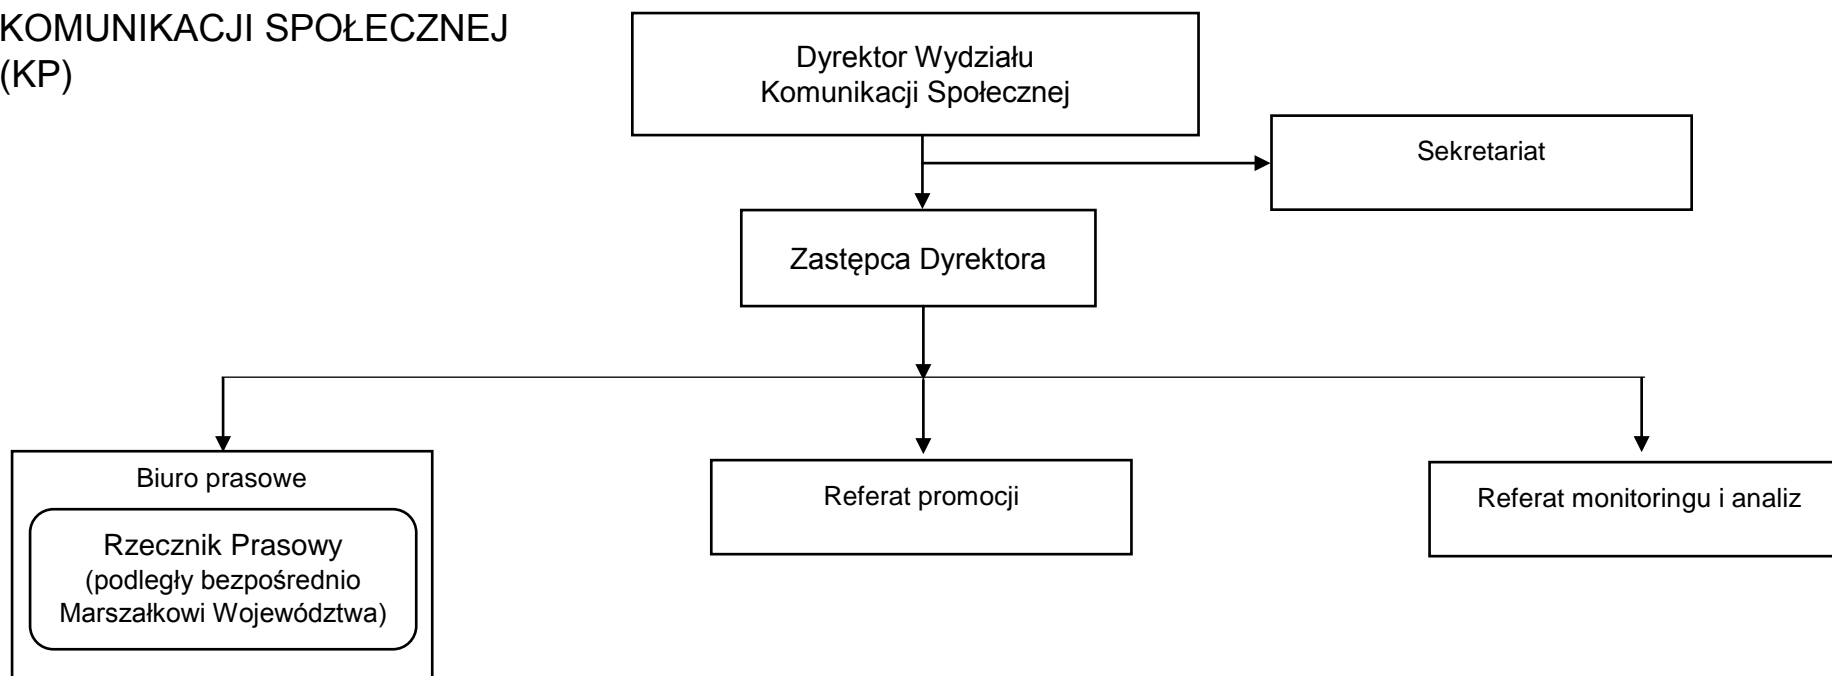 KOMUNIKACJI SPOŁECZNEJ
(KP)
Dyrektor Wydziału
Komunikacji Społecznej
Sekretariat
Zastępca Dyrektora
Biuro prasowe
Rzecznik Prasowy
(podległy bezpośrednio
Marszałkowi Województwa)
Referat promocji
Referat monitoringu i analiz